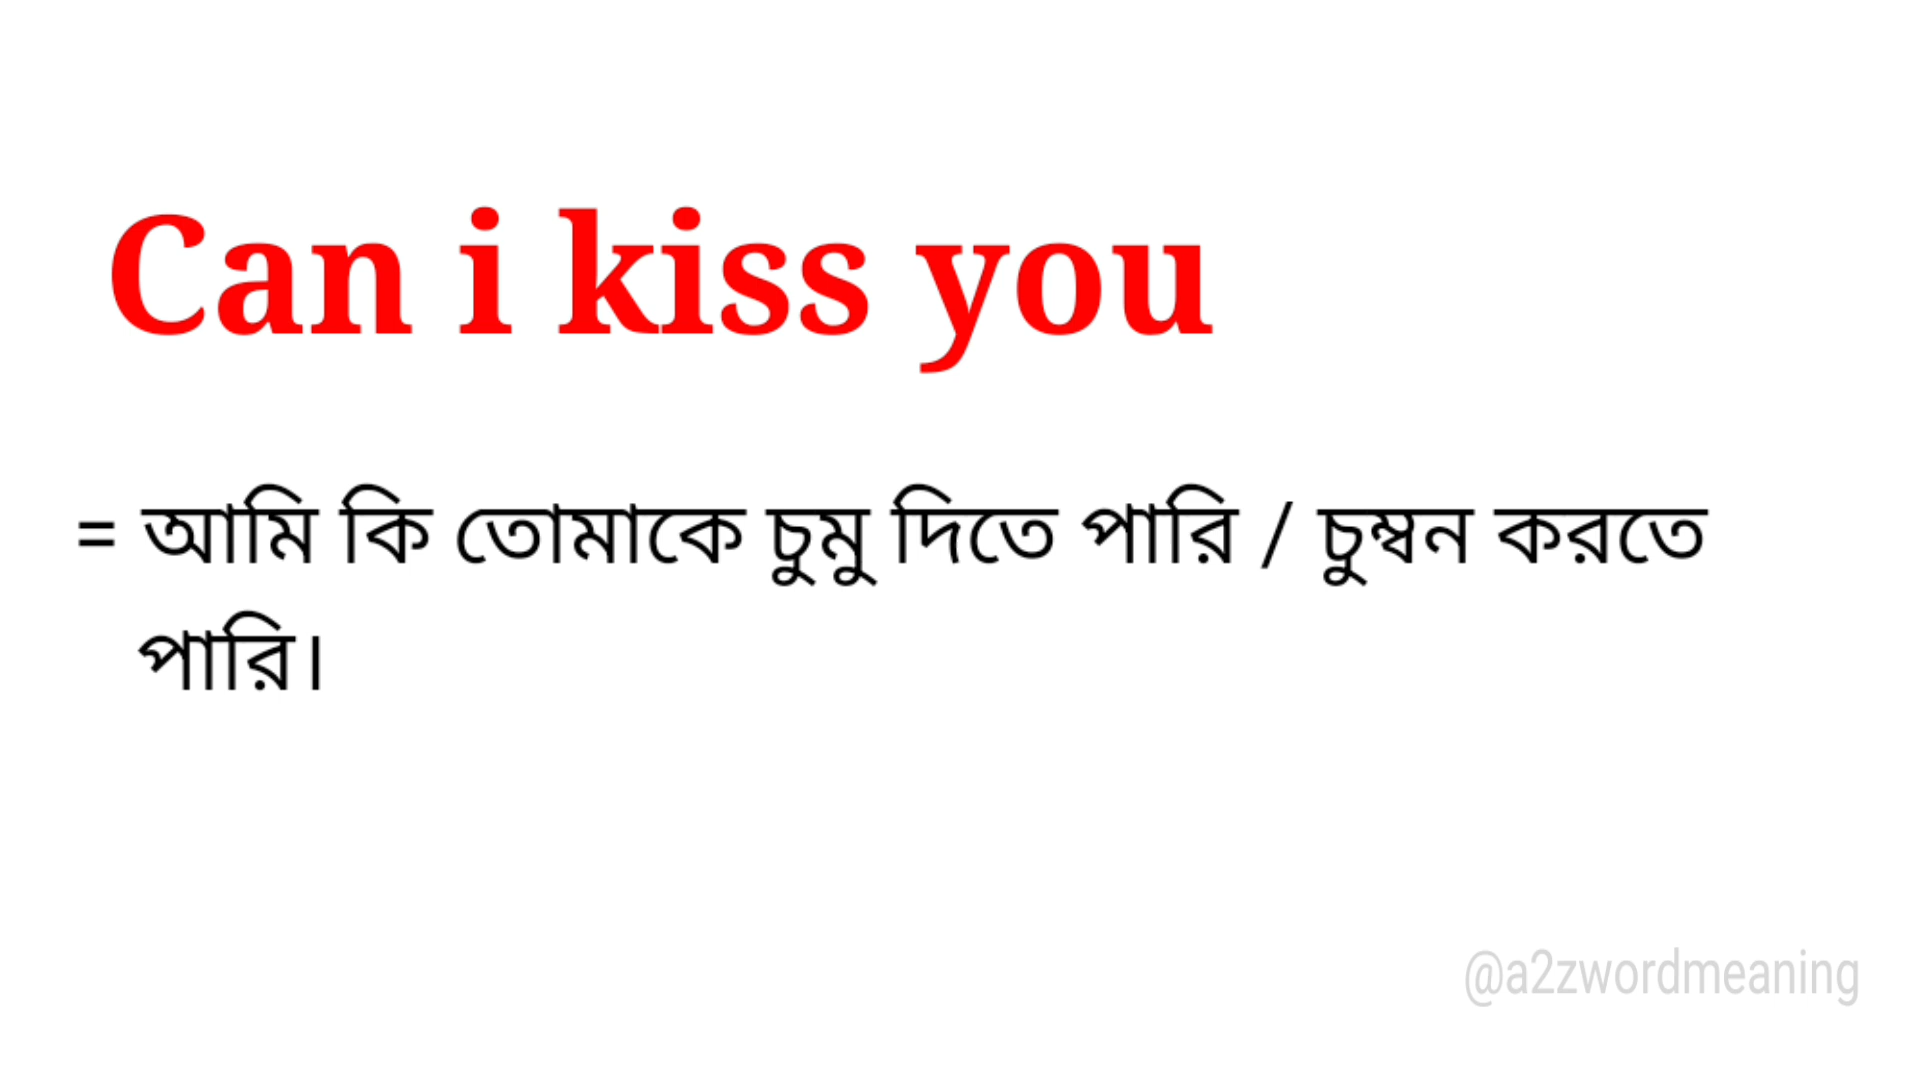 Can i kiss you
= আমি কি তোমাকে চুমু দিতে পারি / চুম্বন করতে
পারি।
@a2zwordmeaning